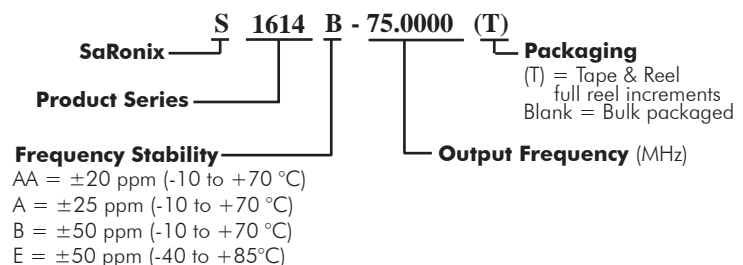 S 1614 B - 75.0000 (T)
SaRonix
Packaging
(T) = Tape & Reel
full reel increments
Blank = Bulk packaged
Product Series
Frequency Stability
AA = ±20 ppm (-10 to +70 °C)
A = ±25 ppm (-10 to +70 °C)
B = ±50 ppm (-10 to +70 °C)
E = ±50 ppm (-40 to +85°C)
Output Frequency (MHz)